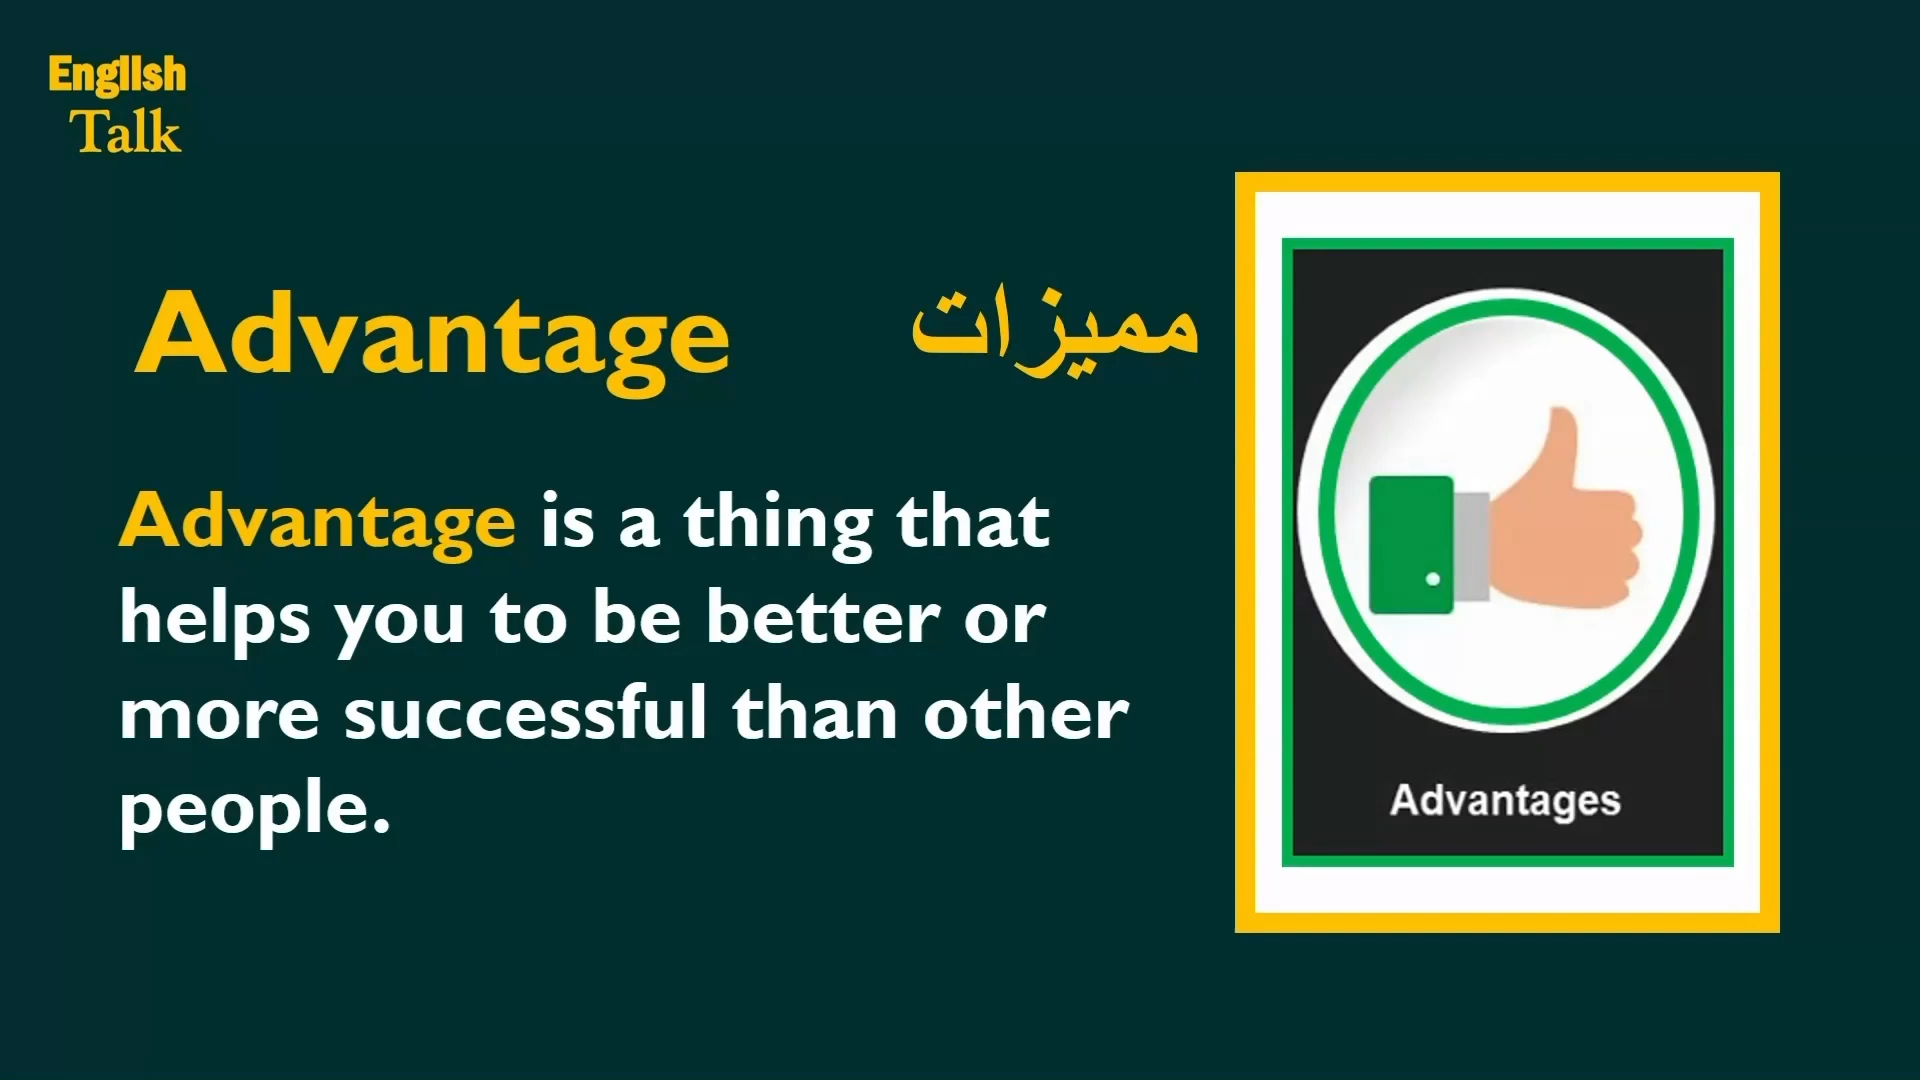 English
Talk
Advantage مميزات
Advantage is a thing that
helps you to be better or
more successful than other
people.
Advantages